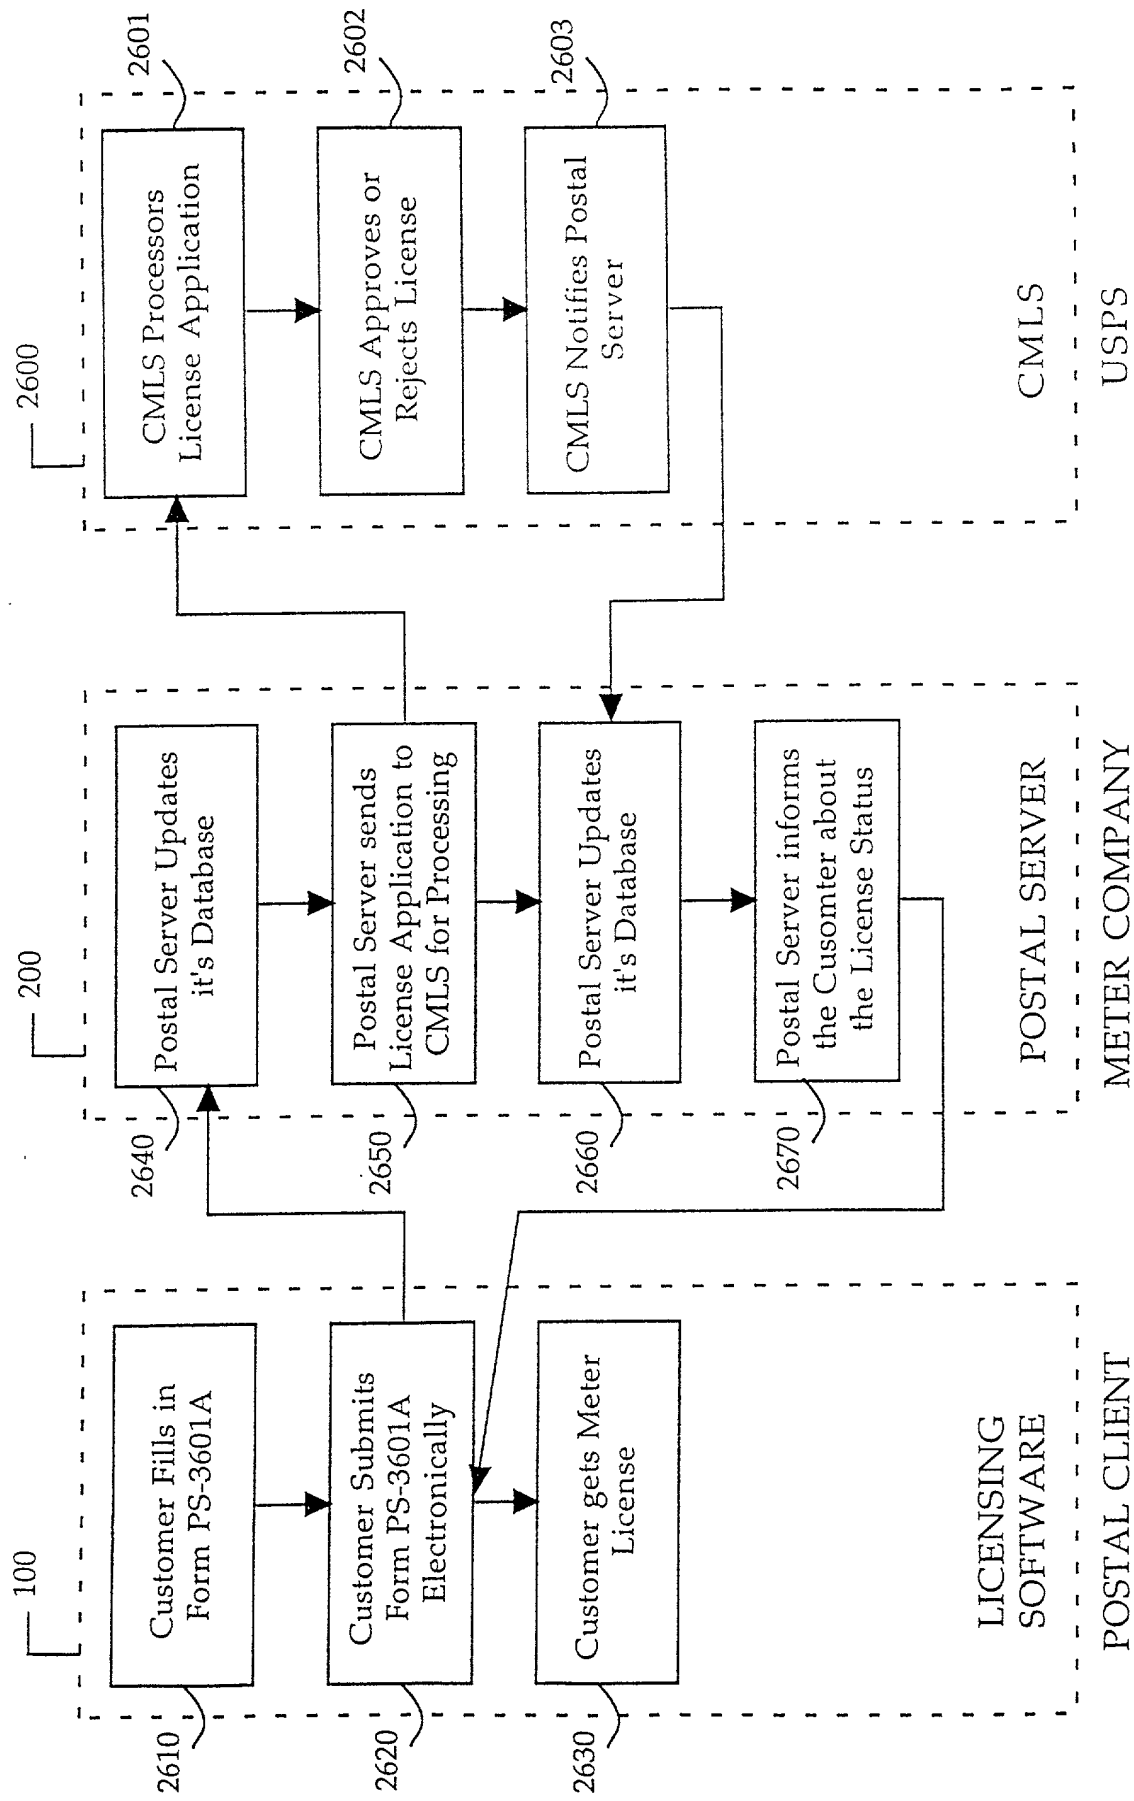 100
2610
Customer Fills in
Form PS-3601A
2620
Customer Submits
Form PS-3601A
Electronically
2630
Customer gets Meter
License
LICENSING
SOFTWARE
POSTAL CLIENT
200
2640
Postal Server Updates
it's Database
2650
Postal Server sends
License Application to
CMLS for Processing
2660
Postal Server Updates
it's Database
2670
Postal Server informs
the Cusomter about
the License Status
POSTAL SERVER
METER COMPANY
2600
2601
CMLS Processors
License Application
2602
CMLS Approves or
Rejects License
2603
CMLS Notifies Postal
Server
CMLS
USPS